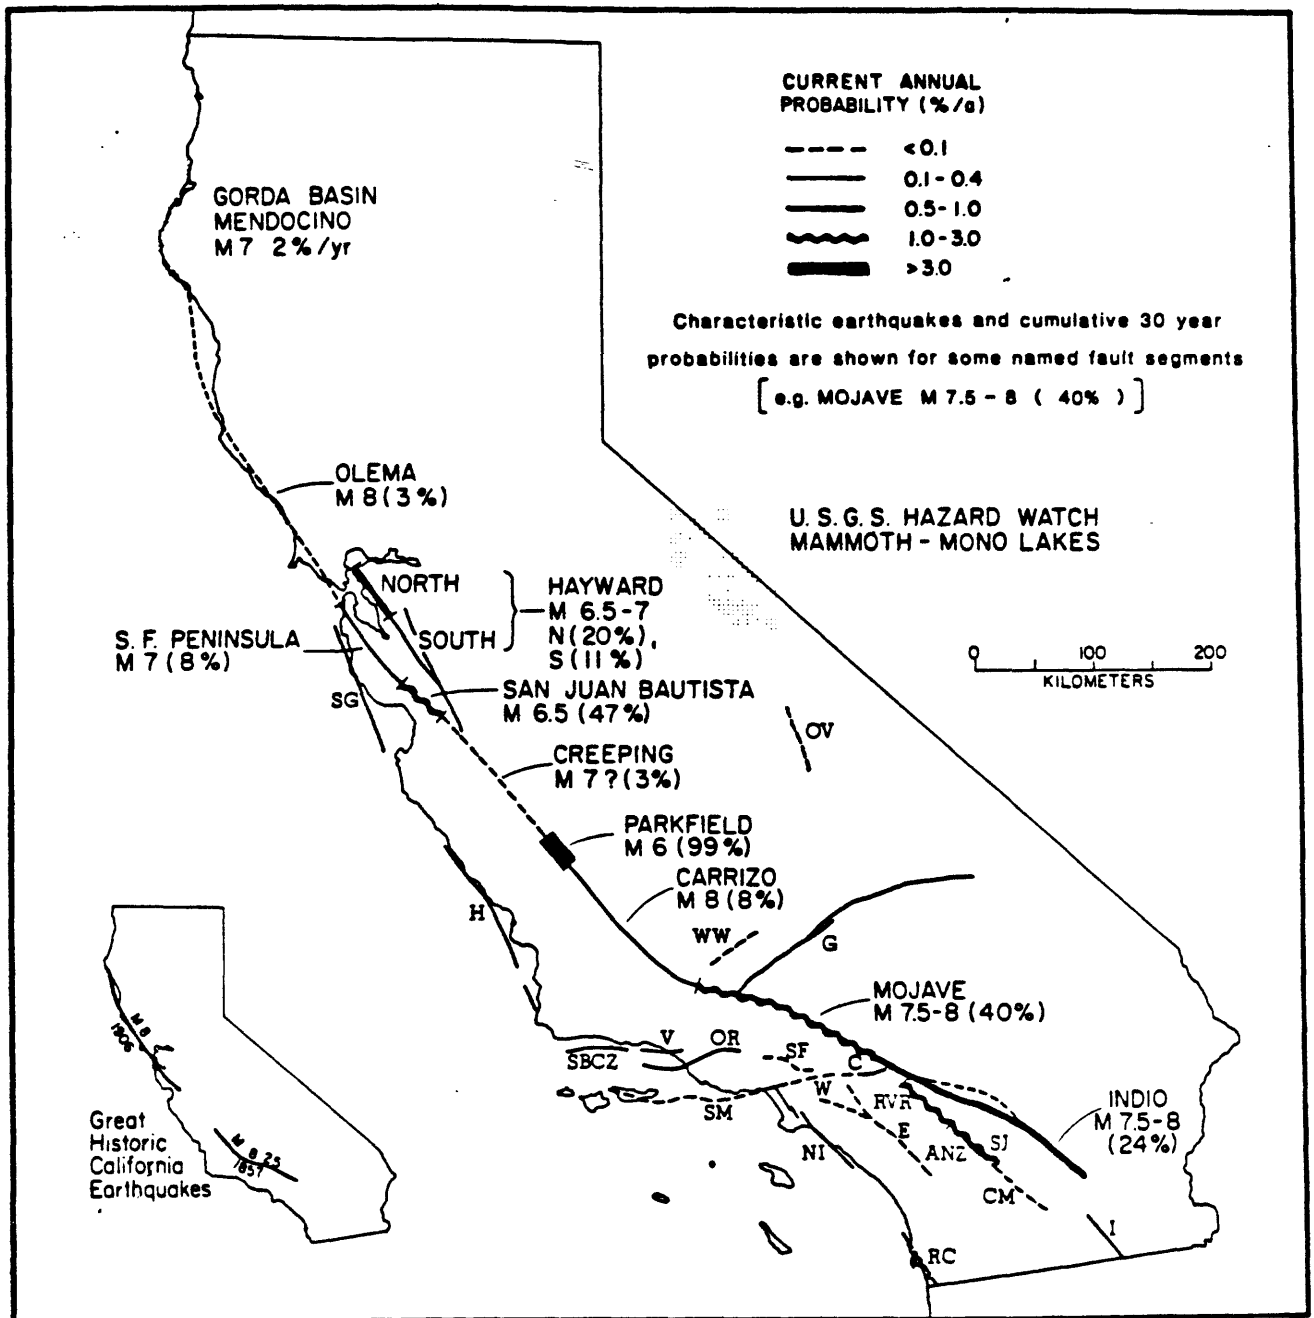 CURRENT ANNUAL
PROBABILITY (%/a)
<0.1
0.1-0.4
0.5-1.0
1.0-3.0
>3.0
Characteristic earthquakes and cumulative 30 year
probabilities are shown for some named fault segments
[e.g. MOJAVE M 7.5 - 8 ( 40% )]
GORDA BASIN
MENDOCINO
M 7 2%/yr
OLEMA
M 8 (3%)
U.S.G.S. HAZARD WATCH
MAMMOTH - MONO LAKES
NORTH
SOUTH
HAYWARD
M 6.5-7
N(20%),
S(11%)
S.F. PENINSULA
M 7 (8%)
0 100 200
KILOMETERS
SG
SAN JUAN BAUTISTA
M 6.5 (47%)
OV
CREEPING
M 7? (3%)
PARKFIELD
M 6 (99%)
CARRIZO
M 8 (8%)
H
WW
G
MOJAVE
M 7.5-8 (40%)
SBCZ
V
OR
SF
C
SM
W
RVR
E
NI
ANZ
SJ
CM
INDIO
M 7.5-8
(24%)
I
RC
M 8
1906
M 8.25
1857
Great
Historic
California
Earthquakes